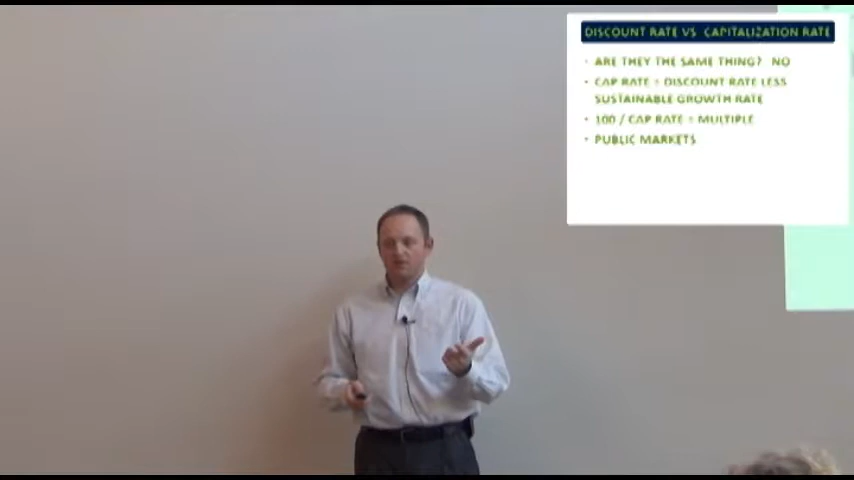 DISCOUNT RATE VS CAPITALIZATION RATE
• ARE THEY THE SAME THING? NO
• CAP RATE = DISCOUNT RATE LESS
SUSTAINABLE GROWTH RATE
• 100 / CAP RATE = MULTIPLE
• PUBLIC MARKETS